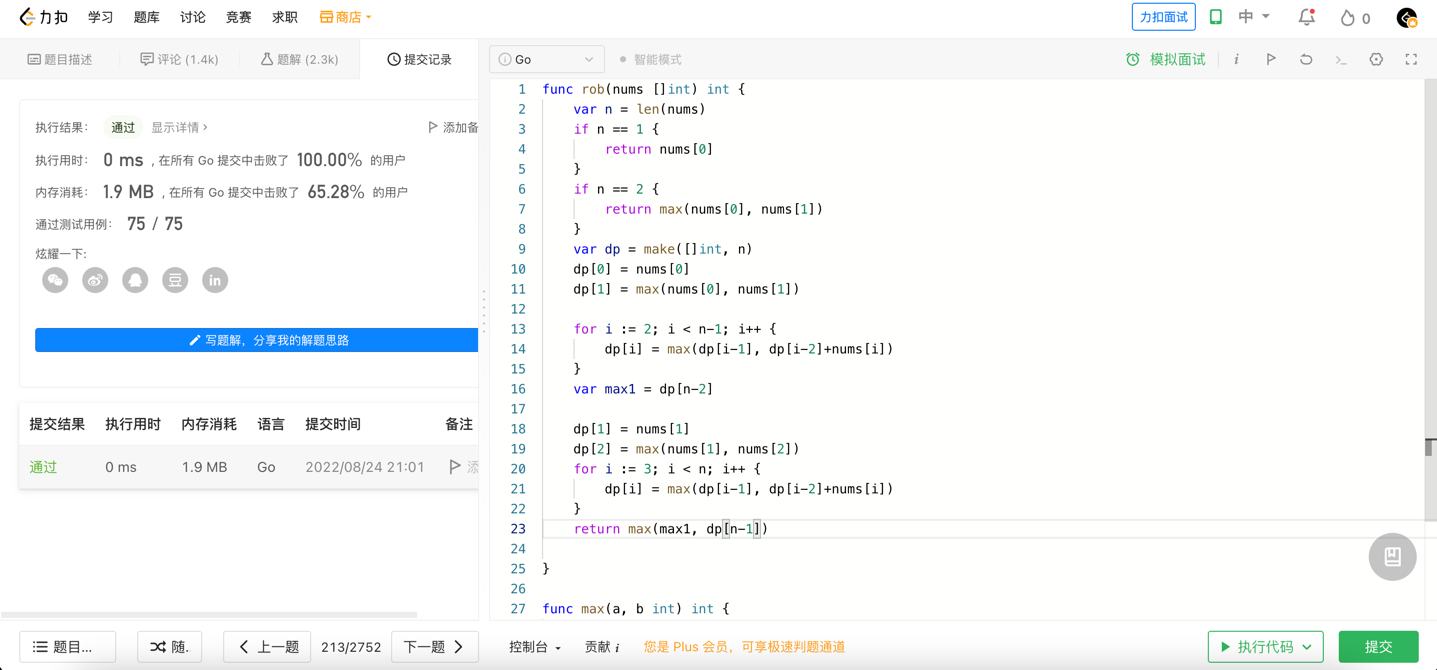 力扣 学习 题库 讨论 竞赛 求职 商店 力扣面试 中 0
题目描述 评论 (1.4k) 题解 (2.3k) 提交记录
i Go 智能模式 模拟面试 i
执行结果： 通过 显示详情 › 添加备
执行用时： 0 ms ，在所有 Go 提交中击败了 100.00% 的用户
内存消耗： 1.9 MB ，在所有 Go 提交中击败了 65.28% 的用户
通过测试用例： 75 / 75
炫耀一下:
豆 in
写题解，分享我的解题思路
提交结果 执行用时 内存消耗 语言 提交时间 备注
通过 0 ms 1.9 MB Go 2022/08/24 21:01 添
1 func rob(nums []int) int {
2 var n = len(nums)
3 if n == 1 {
4 return nums[0]
5 }
6 if n == 2 {
7 return max(nums[0], nums[1])
8 }
9 var dp = make([]int, n)
10 dp[0] = nums[0]
11 dp[1] = max(nums[0], nums[1])
12
13 for i := 2; i < n-1; i++ {
14 dp[i] = max(dp[i-1], dp[i-2]+nums[i])
15 }
16 var max1 = dp[n-2]
17
18 dp[1] = nums[1]
19 dp[2] = max(nums[1], nums[2])
20 for i := 3; i < n; i++ {
21 dp[i] = max(dp[i-1], dp[i-2]+nums[i])
22 }
23 return max(max1, dp[n-1])
24
25 }
26
27 func max(a, b int) int {
题目... 随. 上一题 213/2752 下一题 控制台 贡献 i 您是 Plus 会员，可享极速判题通道 执行代码 提交